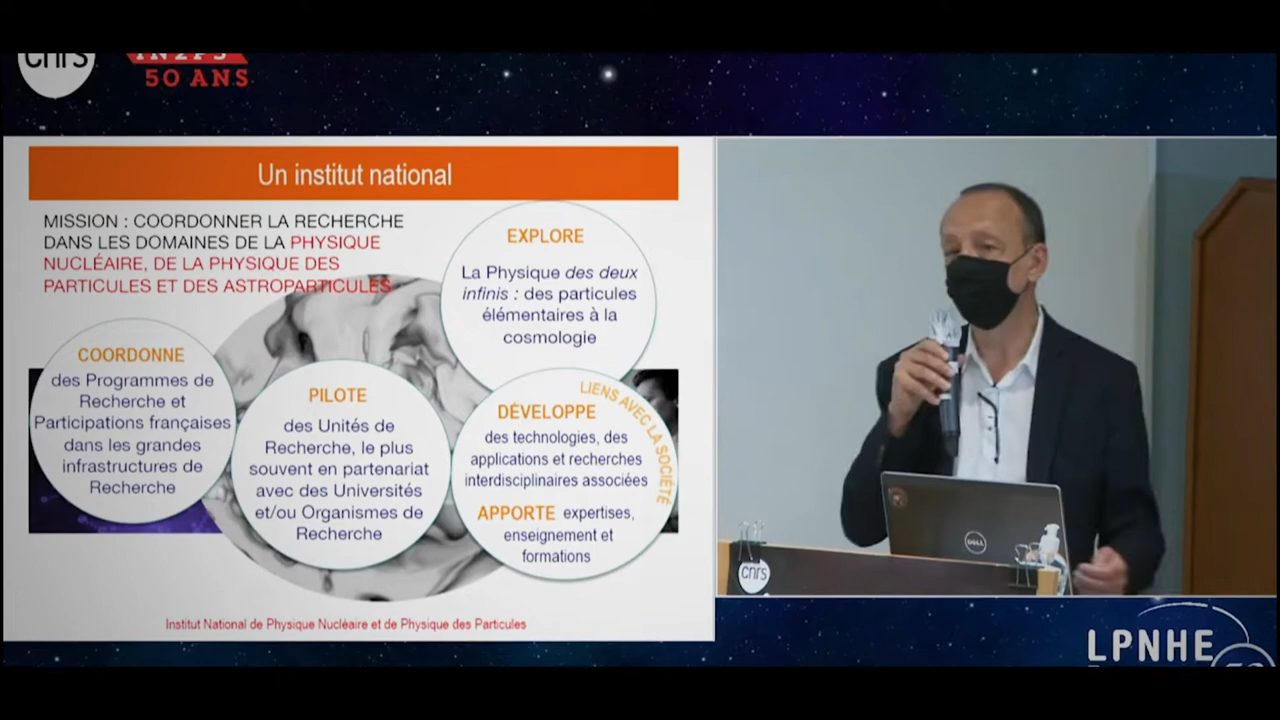 cnrs
IN2P3
50 ANS
Un institut national
MISSION : COORDONNER LA RECHERCHE
DANS LES DOMAINES DE LA PHYSIQUE
NUCLÉAIRE, DE LA PHYSIQUE DES
PARTICULES ET DES ASTROPARTICULES
EXPLORE
La Physique des deux
infinis : des particules
élémentaires à la
cosmologie
COORDONNE
des Programmes de
Recherche et
Participations françaises
dans les grandes
infrastructures de
Recherche
PILOTE
des Unités de
Recherche, le plus
souvent en partenariat
avec des Universités
et/ou Organismes de
Recherche
LIENS AVEC LA SOCIÉTÉ
DÉVELOPPE
des technologies, des
applications et recherches
interdisciplinaires associées
APPORTE expertises,
enseignement et
formations
Institut National de Physique Nucléaire et de Physique des Particules
DELL
cnrs
LPNHE